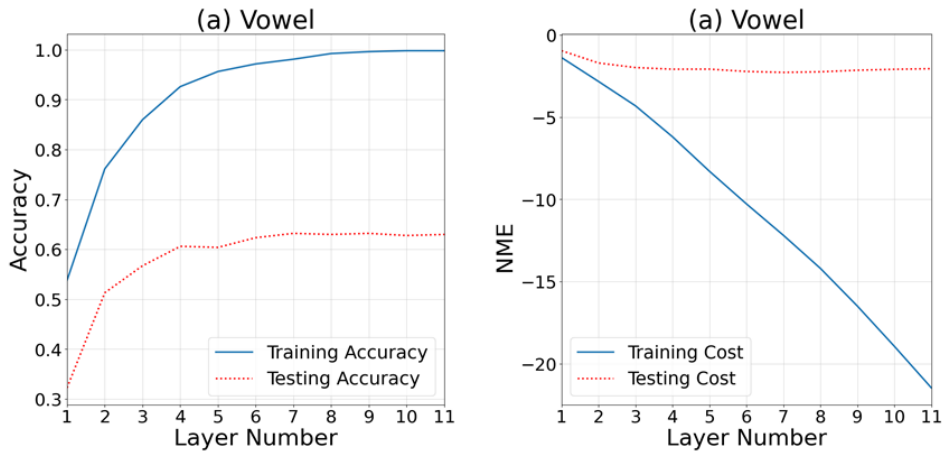 (a) Vowel
Accuracy
1.0
0.9
0.8
0.7
0.6
0.5
0.4
0.3
Training Accuracy
Testing Accuracy
1 2 3 4 5 6 7 8 9 10 11
Layer Number
(a) Vowel
NME
0
−5
−10
−15
−20
Training Cost
Testing Cost
1 2 3 4 5 6 7 8 9 10 11
Layer Number